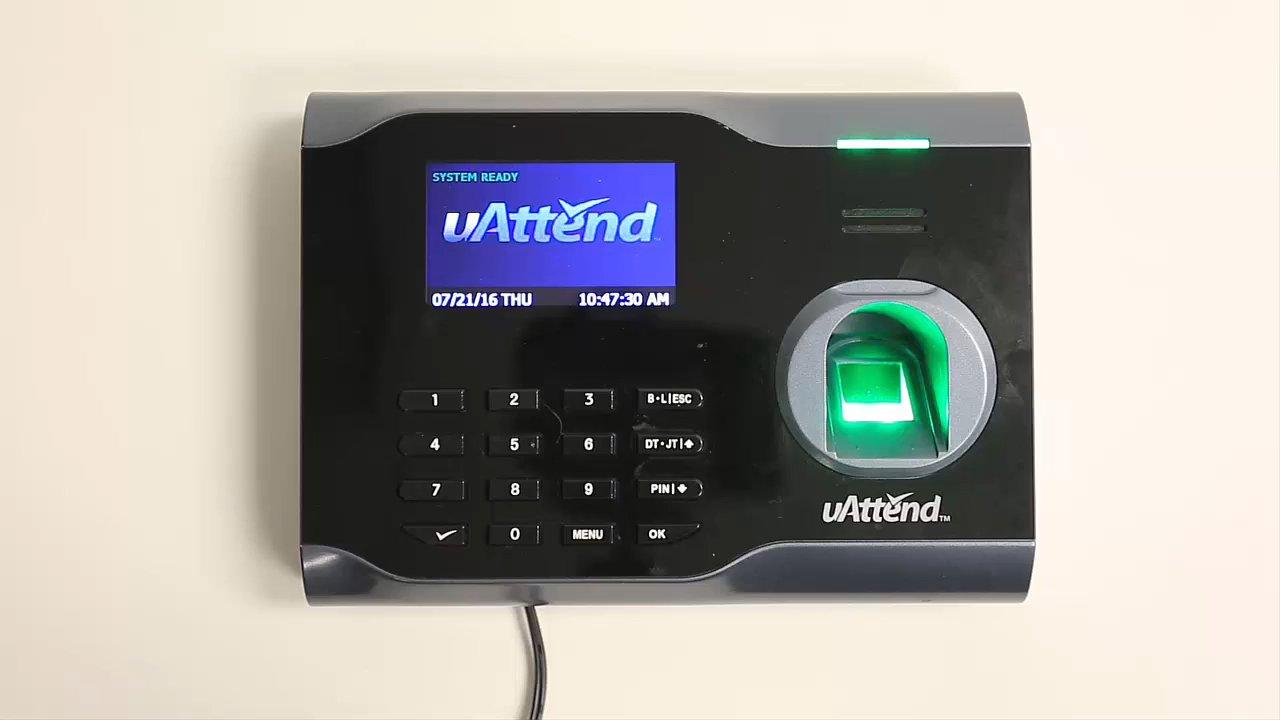 SYSTEM READY
uAttend
07/21/16 THU 10:47:30 AM
1 2 3 B•L|ESC
4 5 6 DT•JT|⬆
7 8 9 PIN|⬇
✓ 0 MENU OK
uAttend™